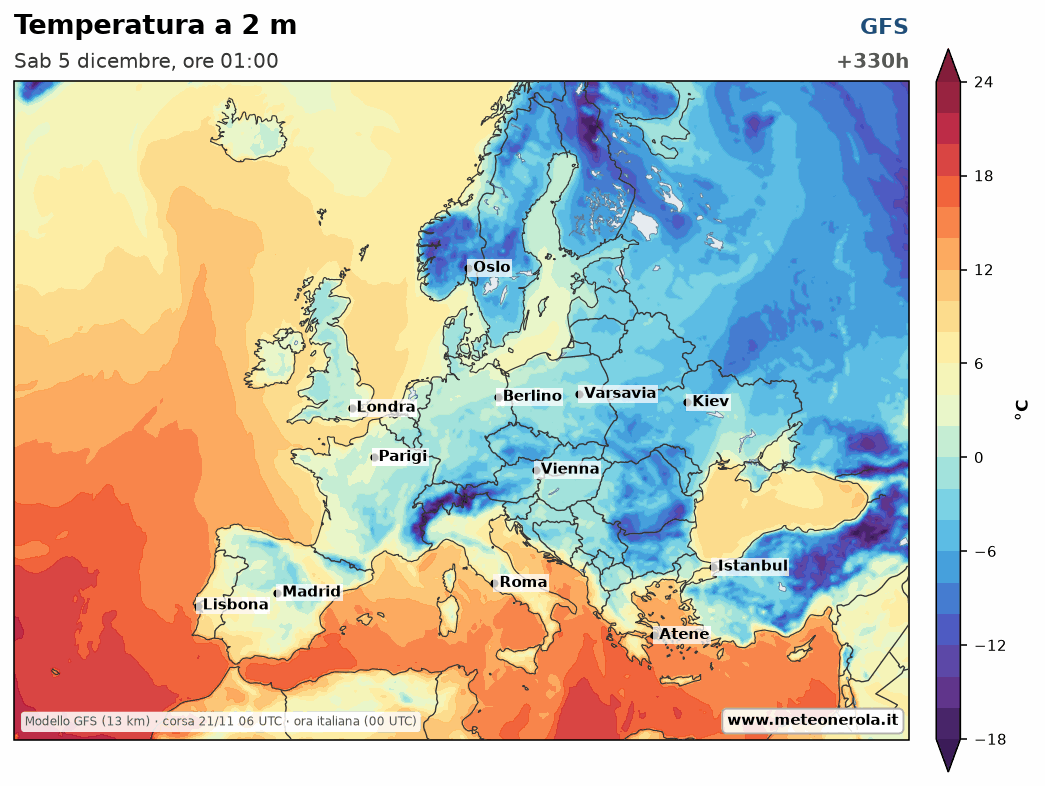 Temperatura a 2 m
GFS
Sab 5 dicembre, ore 01:00
+330h
24
18
12
6
0
−6
−12
−18
°C
Oslo
Berlino
Varsavia
Kiev
Londra
Parigi
Vienna
Istanbul
Roma
Madrid
Lisbona
Atene
Modello GFS (13 km) · corsa 21/11 06 UTC · ora italiana (00 UTC)
www.meteonerola.it